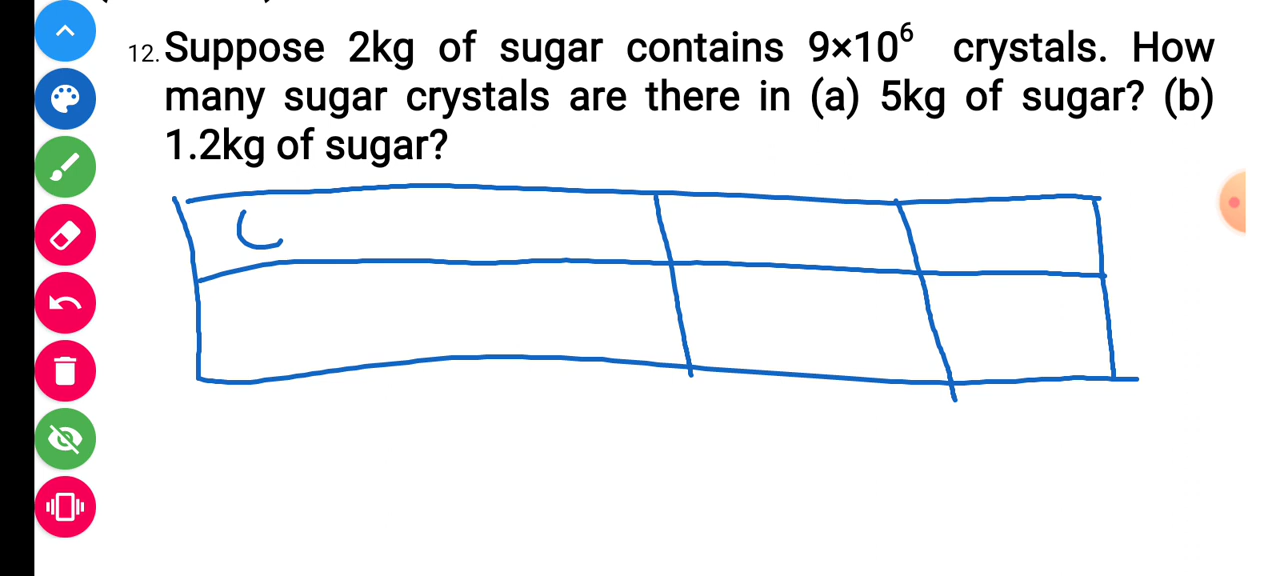 12. Suppose 2kg of sugar contains 9×10⁶ crystals. How
many sugar crystals are there in (a) 5kg of sugar? (b)
1.2kg of sugar?
C